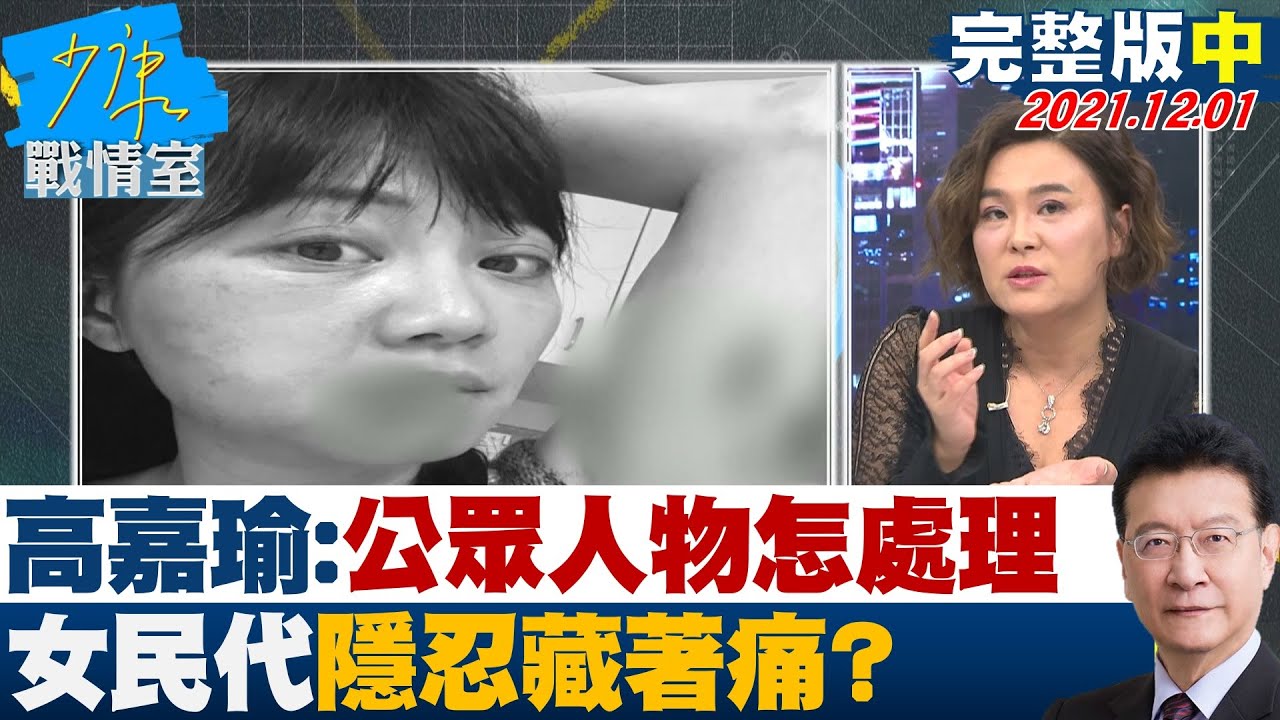 少康
戰情室
完整版中
2021.12.01
高嘉瑜:公眾人物怎處理
女民代隱忍藏著痛?